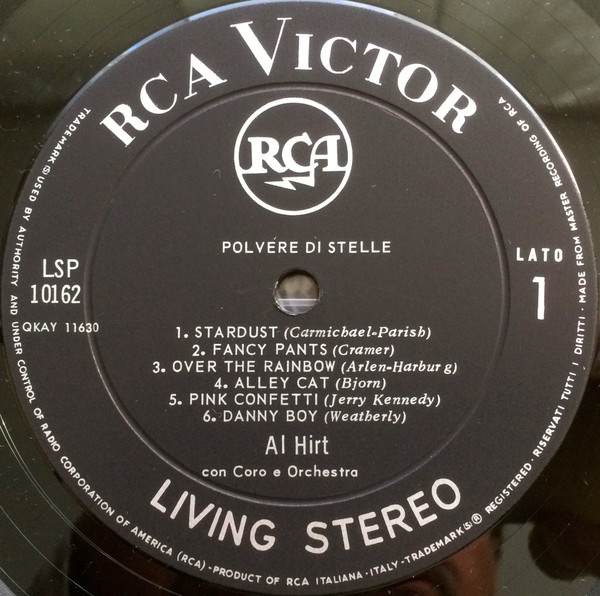 RCA VICTOR
RCA
POLVERE DI STELLE
LSP
10162
QKAY 11630
LATO
1
1. STARDUST (Carmichael-Parish)
2. FANCY PANTS (Cramer)
3. OVER THE RAINBOW (Arlen-Harburg)
4. ALLEY CAT (Bjorn)
5. PINK CONFETTI (Jerry Kennedy)
6. DANNY BOY (Weatherly)
Al Hirt
con Coro e Orchestra
LIVING STEREO
TRADEMARK(S) USED BY AUTHORITY AND UNDER CONTROL OF RADIO CORPORATION OF AMERICA (RCA)-PRODUCT OF RCA ITALIANA·ITALY-TRADEMARK(S)® REGISTERED·RISERVATI TUTTI I DIRITTI·MADE FROM MASTER RECORDING OF RCA